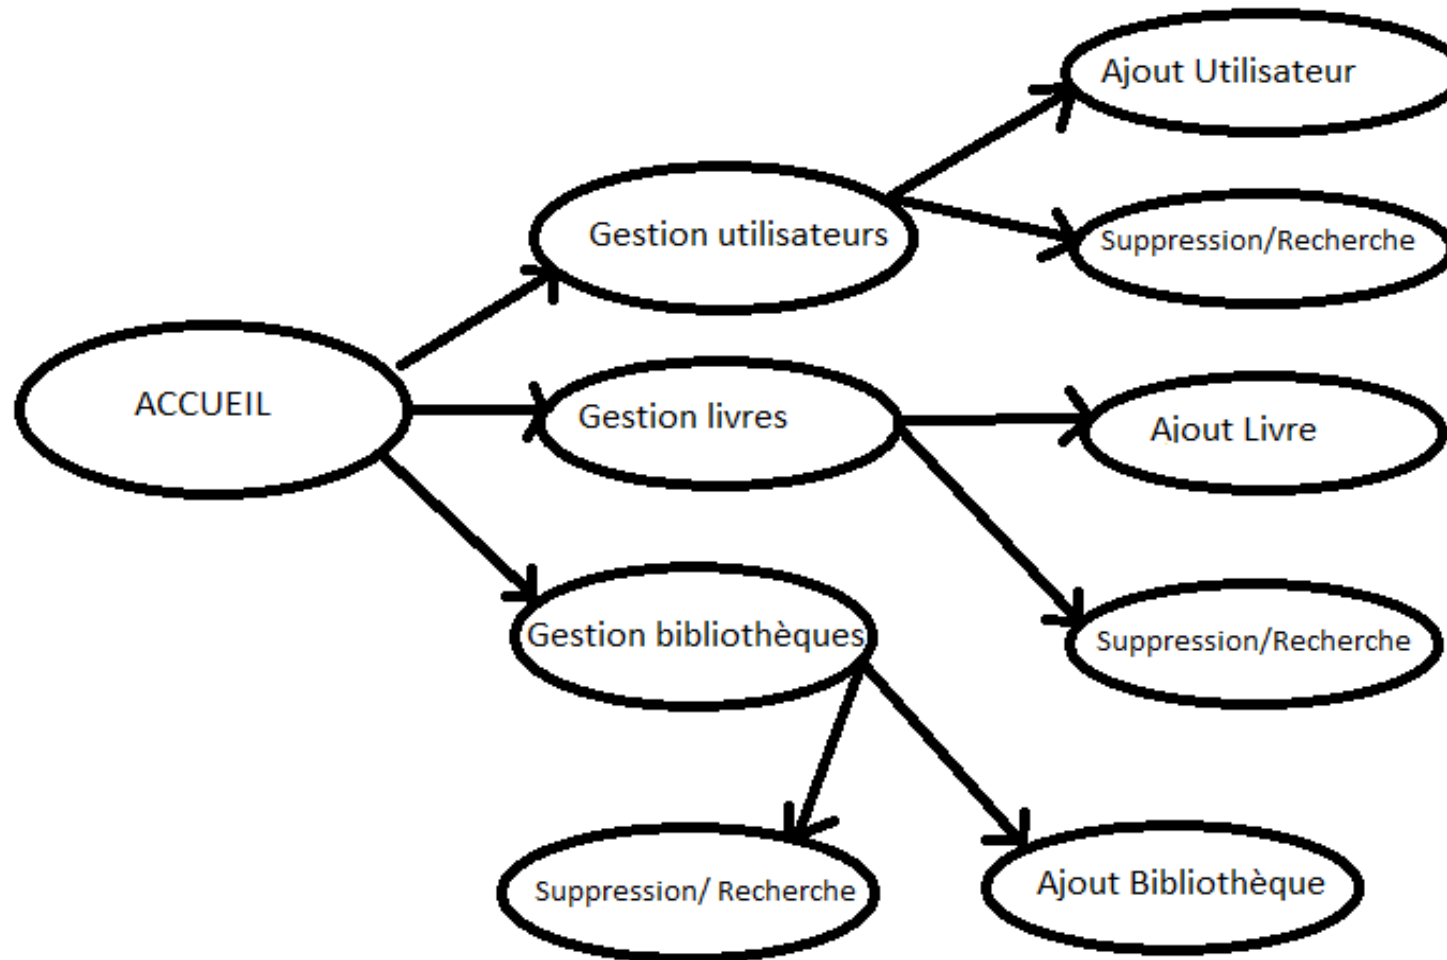 Ajout Utilisateur
Gestion utilisateurs
Suppression/Recherche
ACCUEIL
Gestion livres
Ajout Livre
Gestion bibliothèques
Suppression/Recherche
Suppression/ Recherche
Ajout Bibliothèque